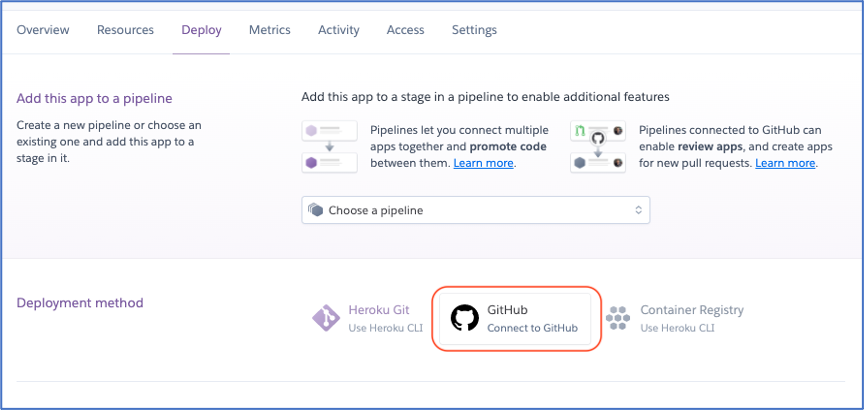 Overview Resources Deploy Metrics Activity Access Settings
Add this app to a pipeline
Create a new pipeline or choose an
existing one and add this app to a
stage in it.
Add this app to a stage in a pipeline to enable additional features
Pipelines let you connect multiple
apps together and promote code
between them. Learn more.
Pipelines connected to GitHub can
enable review apps, and create apps
for new pull requests. Learn more.
Choose a pipeline
Deployment method
Heroku Git
Use Heroku CLI
GitHub
Connect to GitHub
Container Registry
Use Heroku CLI